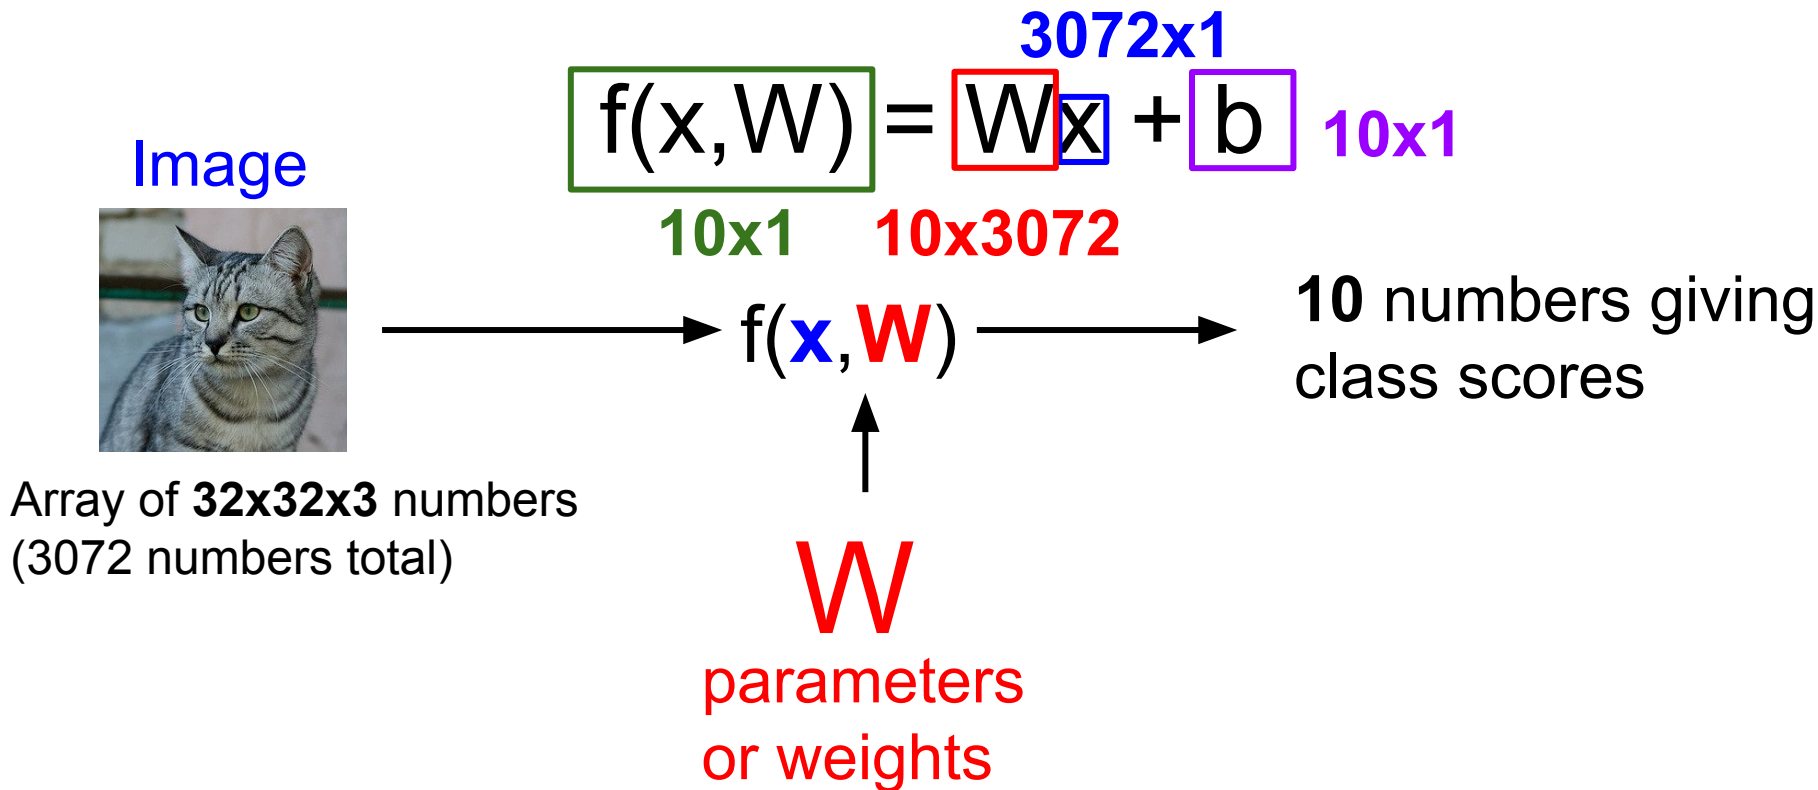 3072x1
f(x,W) = Wx + b 10x1
Image
10x1 10x3072
f(x,W)
10 numbers giving
class scores
Array of 32x32x3 numbers
(3072 numbers total)
W
parameters
or weights